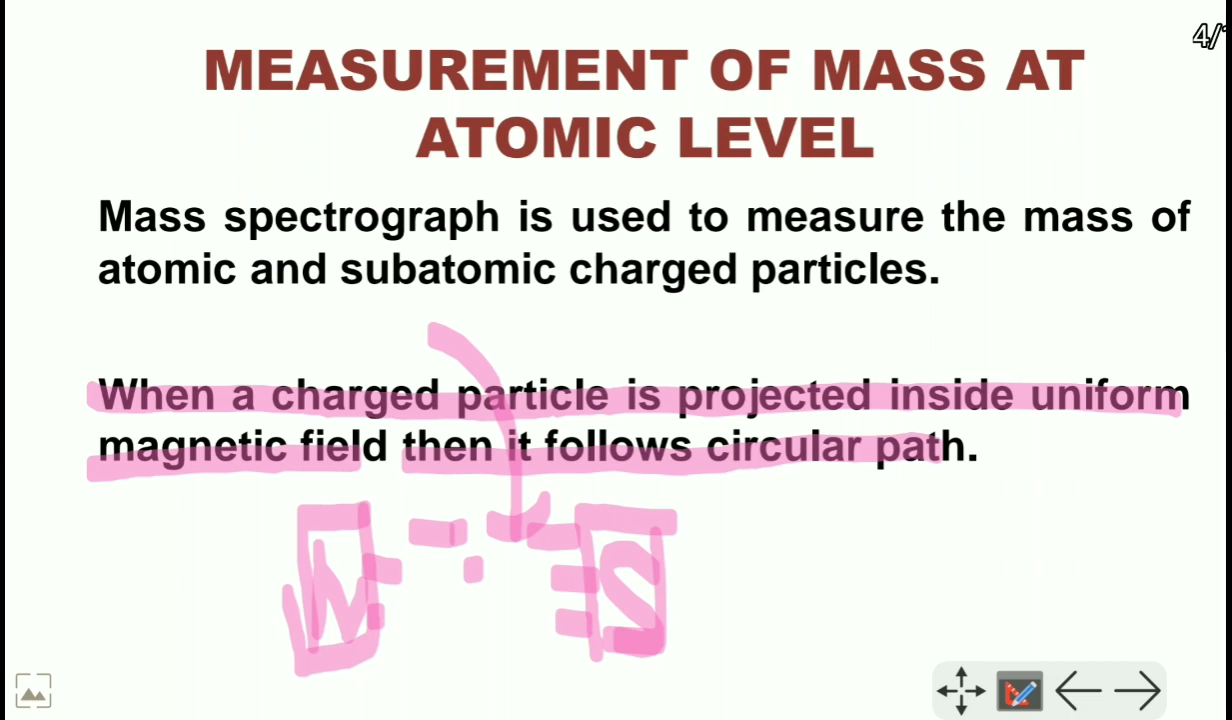 4/
MEASUREMENT OF MASS AT
ATOMIC LEVEL
Mass spectrograph is used to measure the mass of
atomic and subatomic charged particles.
When a charged particle is projected inside uniform
magnetic field then it follows circular path.
N S